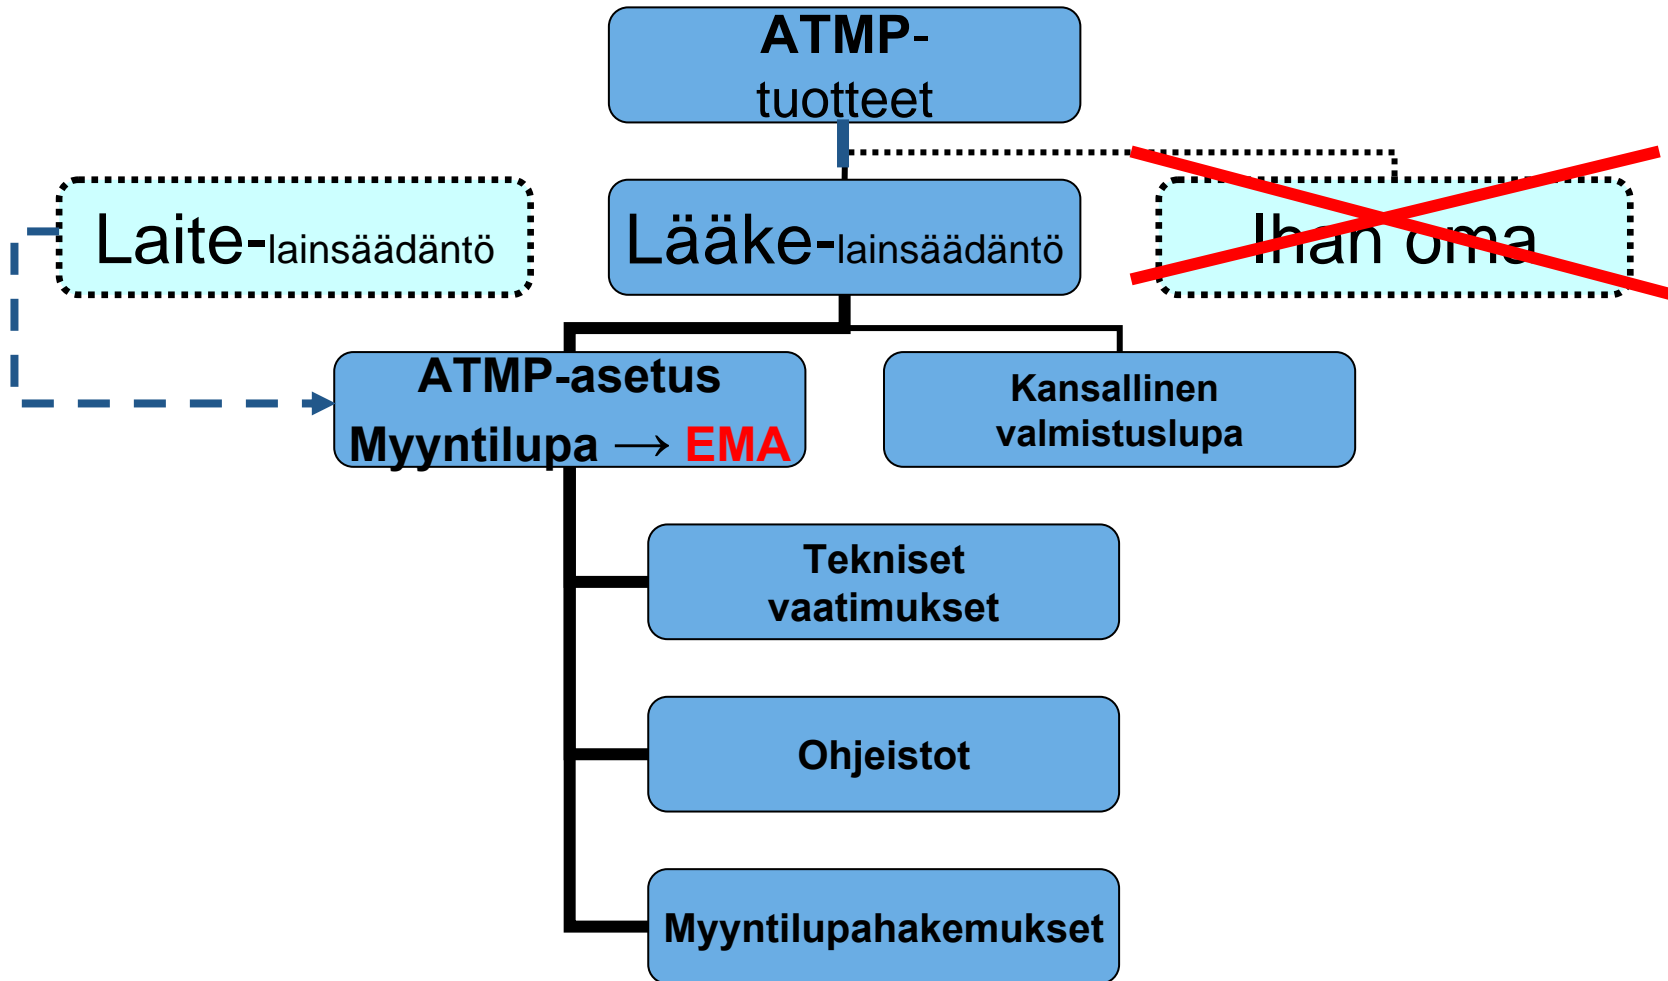 ATMP-
tuotteet
Laite-lainsäädäntö
Lääke-lainsäädäntö
Ihan oma
ATMP-asetus
Myyntilupa → EMA
Kansallinen
valmistuslupa
Tekniset
vaatimukset
Ohjeistot
Myyntilupahakemukset